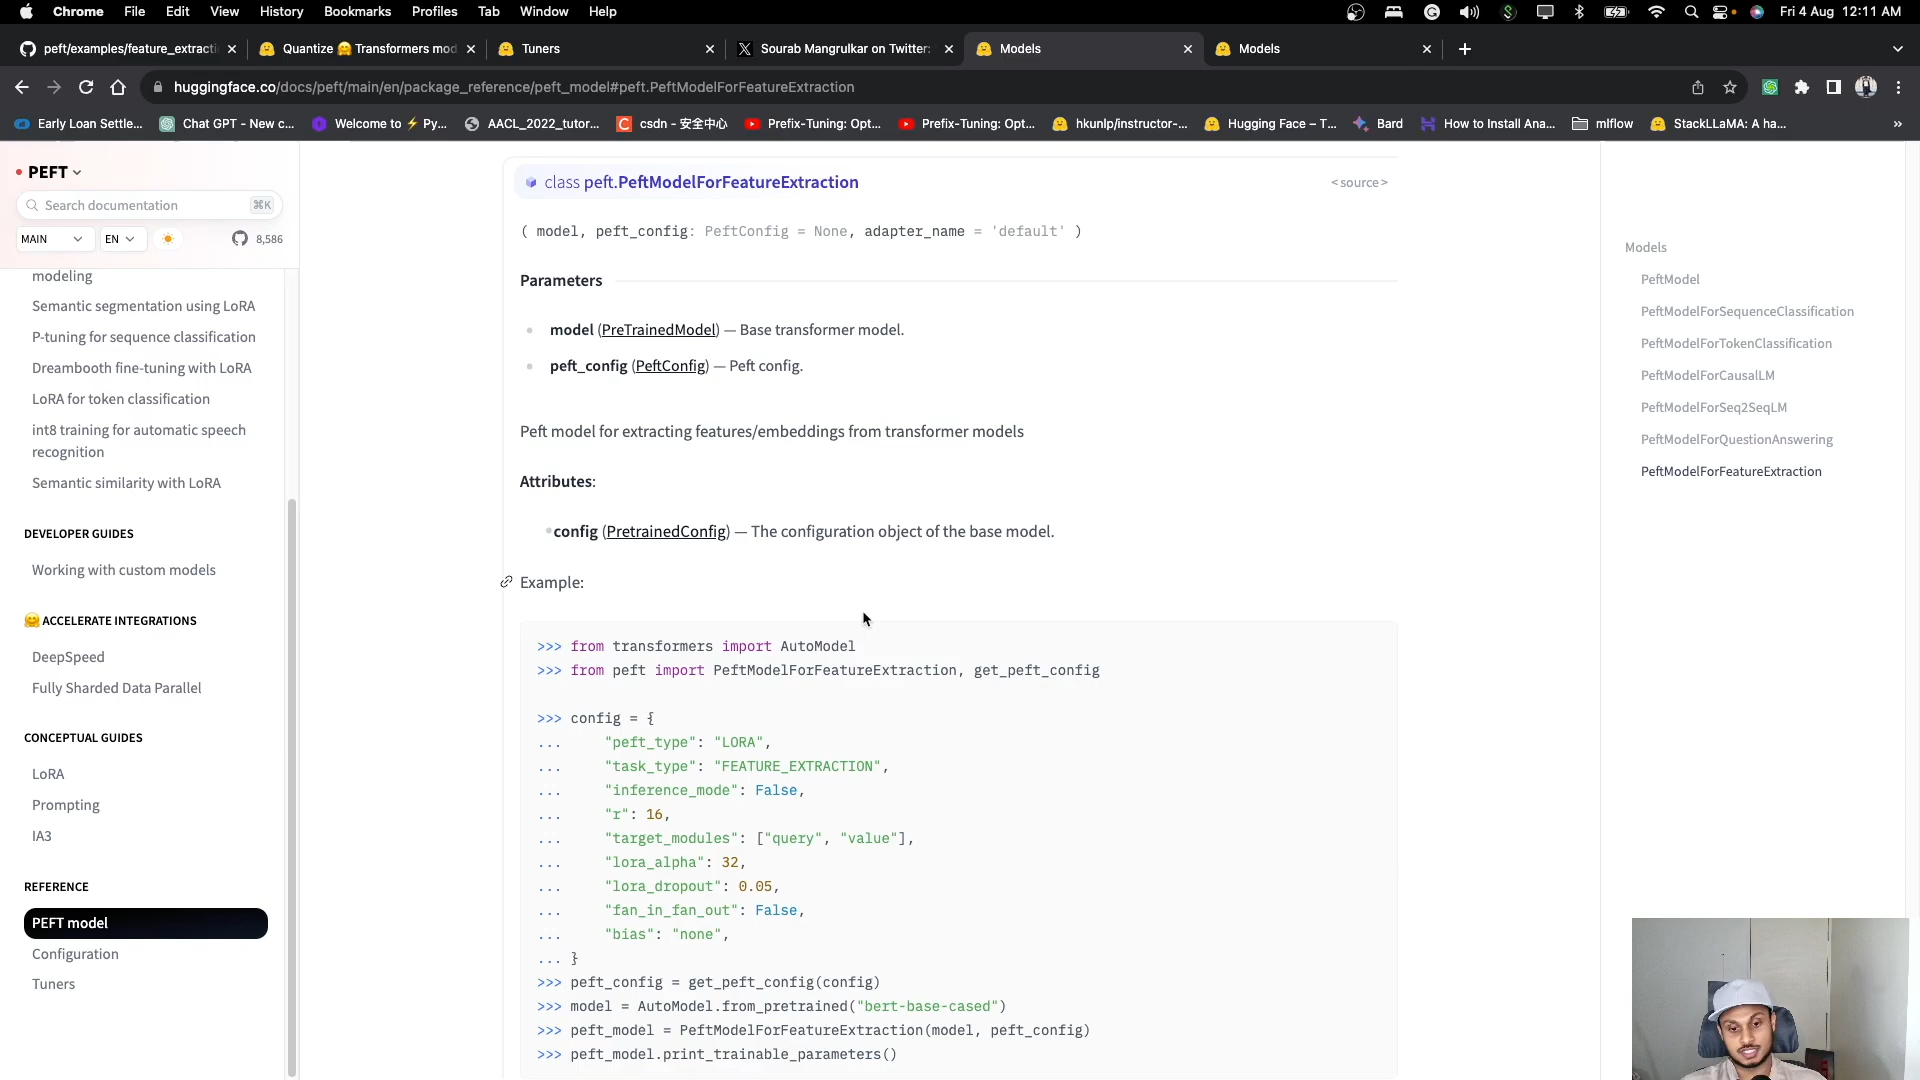 Chrome File Edit View History Bookmarks Profiles Tab Window Help Fri 4 Aug 12:11 AM
peft/examples/feature_extracti Quantize 🤗 Transformers mod Tuners Sourab Mangrulkar on Twitter: Models Models
huggingface.co/docs/peft/main/en/package_reference/peft_model#peft.PeftModelForFeatureExtraction
Early Loan Settle... Chat GPT - New c... Welcome to ⚡ Py... AACL_2022_tutor... csdn - 安全中心 Prefix-Tuning: Opt... Prefix-Tuning: Opt... hkunlp/instructor-... Hugging Face – T... Bard How to Install Ana... mlflow StackLLaMA: A ha... »
PEFT
Search documentation ⌘K
MAIN EN 8,586
modeling
Semantic segmentation using LoRA
P-tuning for sequence classification
Dreambooth fine-tuning with LoRA
LoRA for token classification
int8 training for automatic speech
recognition
Semantic similarity with LoRA
DEVELOPER GUIDES
Working with custom models
🤗 ACCELERATE INTEGRATIONS
DeepSpeed
Fully Sharded Data Parallel
CONCEPTUAL GUIDES
LoRA
Prompting
IA3
REFERENCE
PEFT model
Configuration
Tuners
class peft.PeftModelForFeatureExtraction <source>
( model, peft_config: PeftConfig = None, adapter_name = 'default' )
Parameters
model (PreTrainedModel) — Base transformer model.
peft_config (PeftConfig) — Peft config.
Peft model for extracting features/embeddings from transformer models
Attributes:
config (PretrainedConfig) — The configuration object of the base model.
Example:
>>> from transformers import AutoModel
>>> from peft import PeftModelForFeatureExtraction, get_peft_config
>>> config = {
... "peft_type": "LORA",
... "task_type": "FEATURE_EXTRACTION",
... "inference_mode": False,
... "r": 16,
... "target_modules": ["query", "value"],
... "lora_alpha": 32,
... "lora_dropout": 0.05,
... "fan_in_fan_out": False,
... "bias": "none",
... }
>>> peft_config = get_peft_config(config)
>>> model = AutoModel.from_pretrained("bert-base-cased")
>>> peft_model = PeftModelForFeatureExtraction(model, peft_config)
>>> peft_model.print_trainable_parameters()
Models
PeftModel
PeftModelForSequenceClassification
PeftModelForTokenClassification
PeftModelForCausalLM
PeftModelForSeq2SeqLM
PeftModelForQuestionAnswering
PeftModelForFeatureExtraction